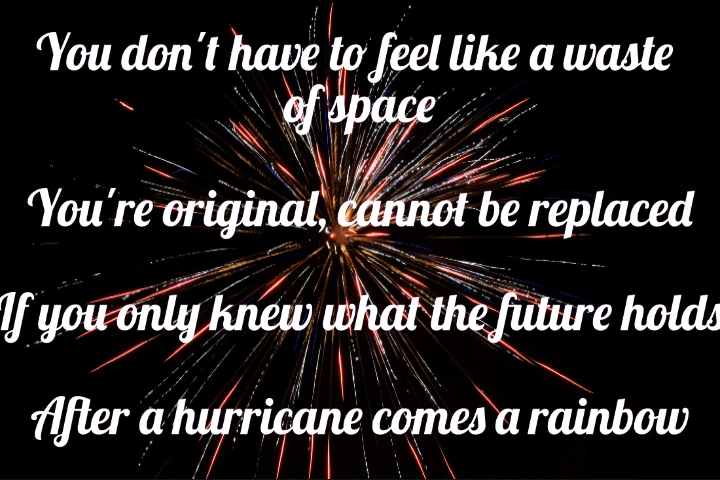 You don't have to feel like a waste
of space
You're original, cannot be replaced
If you only knew what the future holds
After a hurricane comes a rainbow